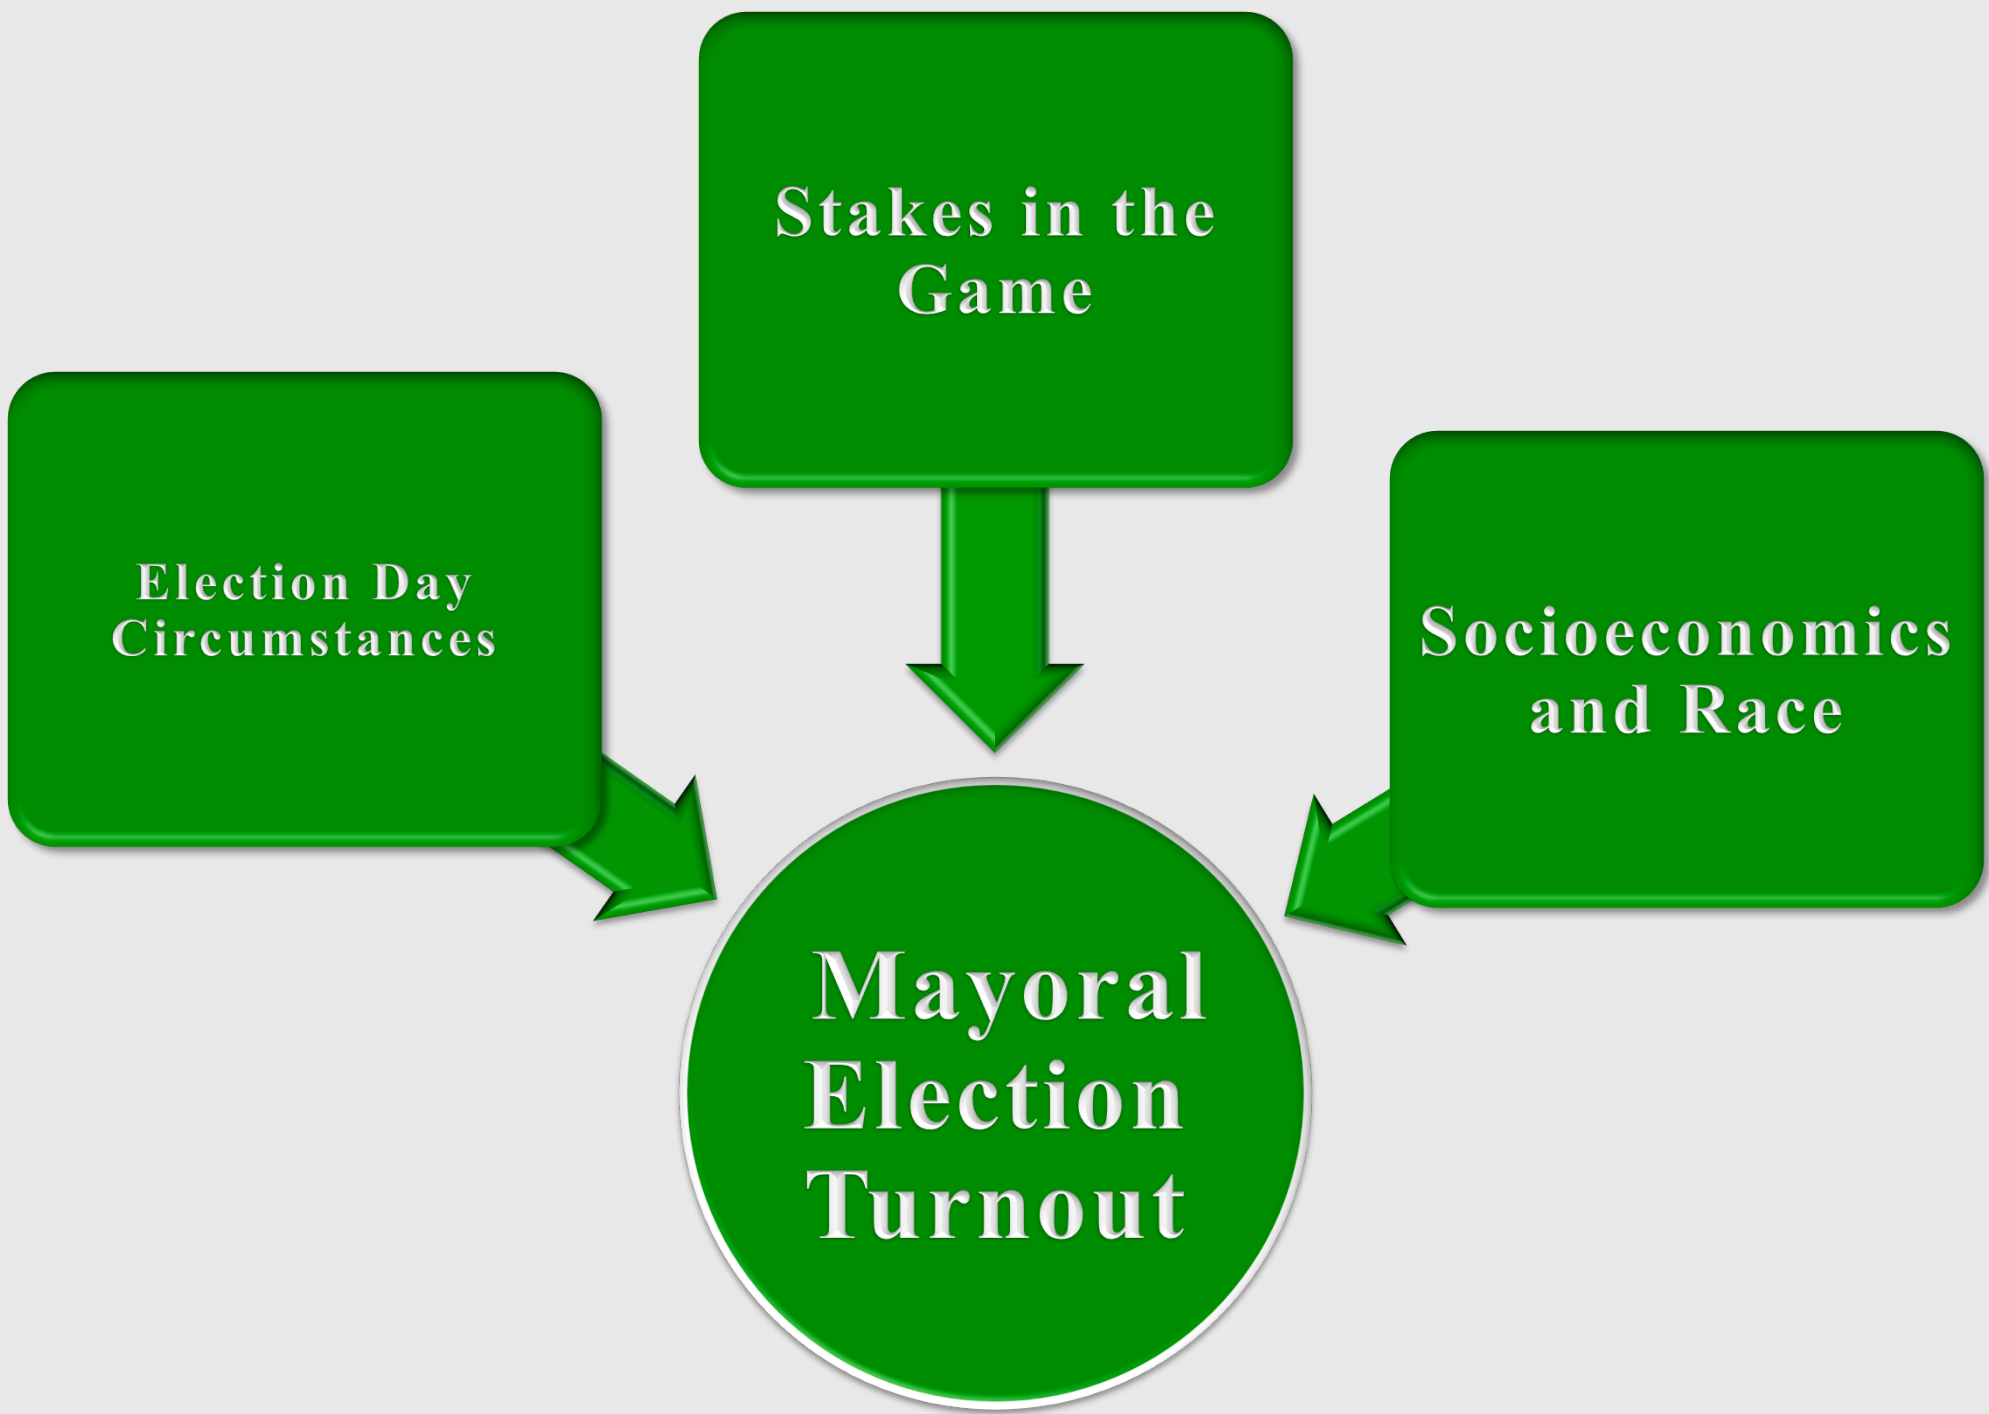 Stakes in the
Game
Election Day
Circumstances
Socioeconomics
and Race
Mayoral
Election
Turnout